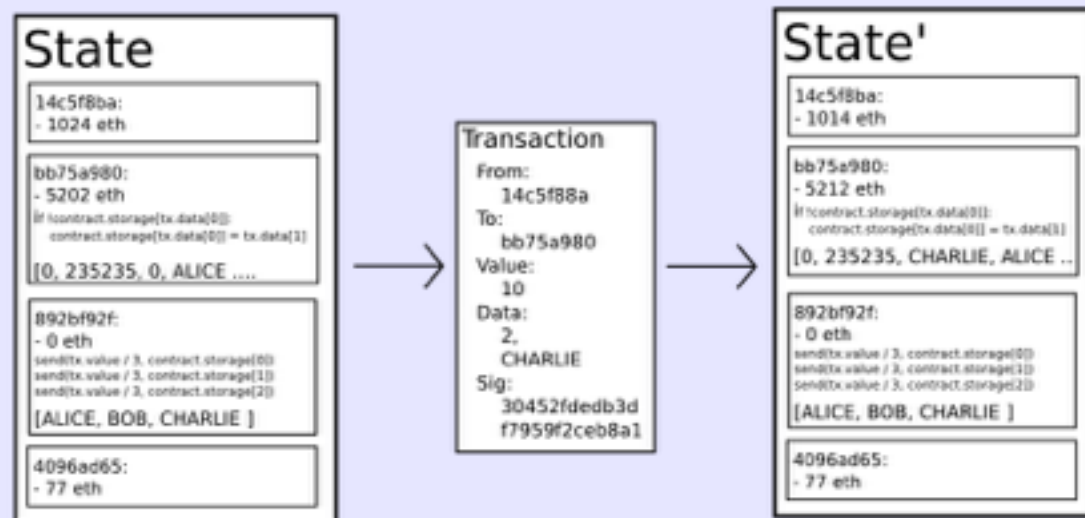 State
14c5f8ba:
- 1024 eth
bb75a980:
- 5202 eth
if !contract.storage[tx.data[0]]:
contract.storage[tx.data[0]] = tx.data[1]
[0, 235235, 0, ALICE ....
892bf92f:
- 0 eth
send(tx.value / 3, contract.storage[0])
send(tx.value / 3, contract.storage[1])
send(tx.value / 3, contract.storage[2])
[ALICE, BOB, CHARLIE ]
4096ad65:
- 77 eth
Transaction
From:
14c5f88a
To:
bb75a980
Value:
10
Data:
2,
CHARLIE
Sig:
30452fdedb3d
f7959f2ceb8a1
State'
14c5f8ba:
- 1014 eth
bb75a980:
- 5212 eth
if !contract.storage[tx.data[0]]:
contract.storage[tx.data[0]] = tx.data[1]
[0, 235235, CHARLIE, ALICE ..
892bf92f:
- 0 eth
send(tx.value / 3, contract.storage[0])
send(tx.value / 3, contract.storage[1])
send(tx.value / 3, contract.storage[2])
[ALICE, BOB, CHARLIE ]
4096ad65:
- 77 eth